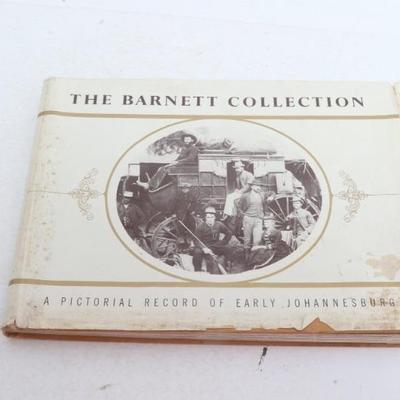 THE BARNETT COLLECTION
A PICTORIAL RECORD OF EARLY JOHANNESBURG